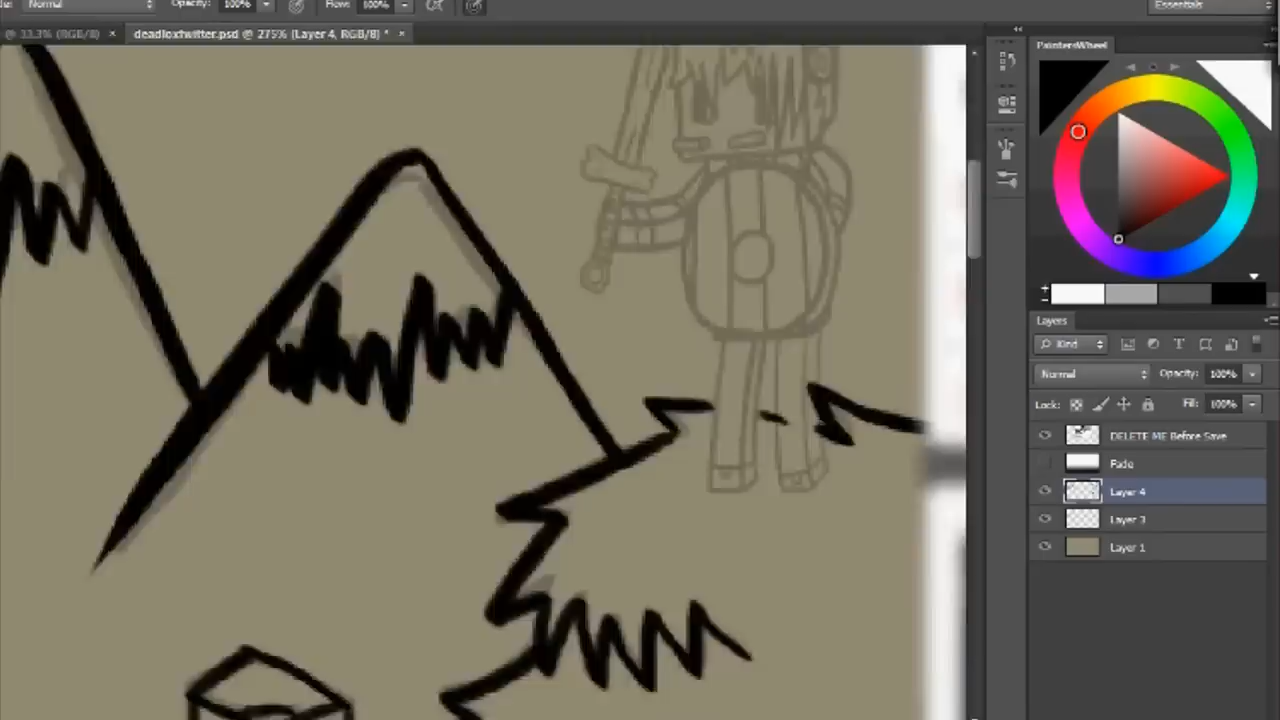 Normal Opacity: 100% Flow: 100% Essentials
@ 33.3% (RGB/8) × deadloxtwitter.psd @ 275% (Layer 4, RGB/8) * ×
PaintersWheel
Layers
Kind
Normal Opacity: 100%
Lock: Fill: 100%
DELETE ME Before Save
Fade
Layer 4
Layer 3
Layer 1